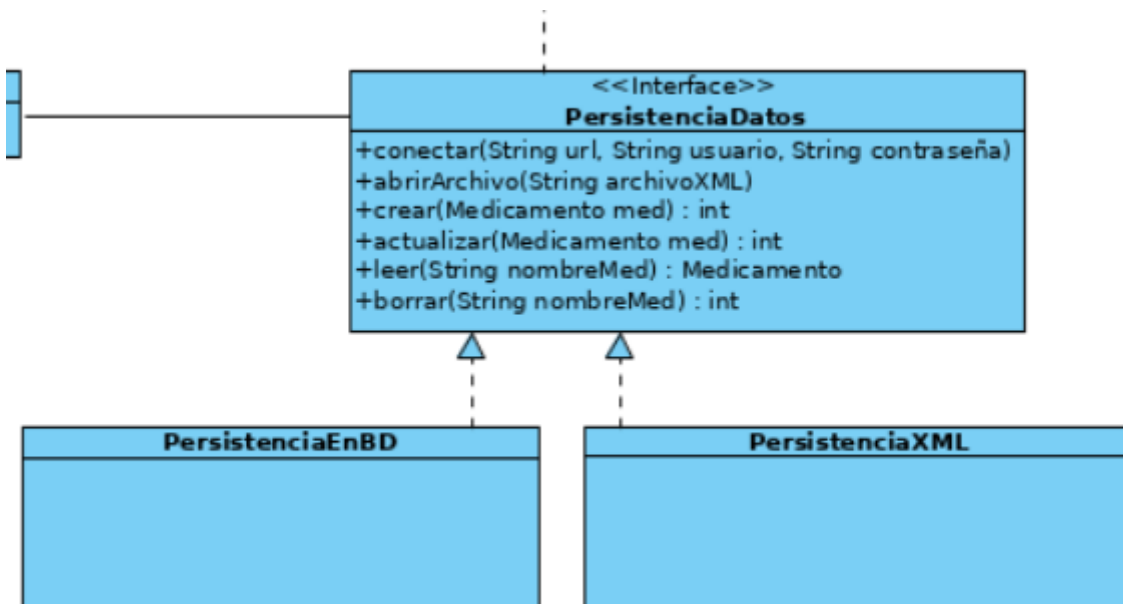 <<Interface>>
PersistenciaDatos
+conectar(String url, String usuario, String contraseña)
+abrirArchivo(String archivoXML)
+crear(Medicamento med) : int
+actualizar(Medicamento med) : int
+leer(String nombreMed) : Medicamento
+borrar(String nombreMed) : int
PersistenciaEnBD
PersistenciaXML